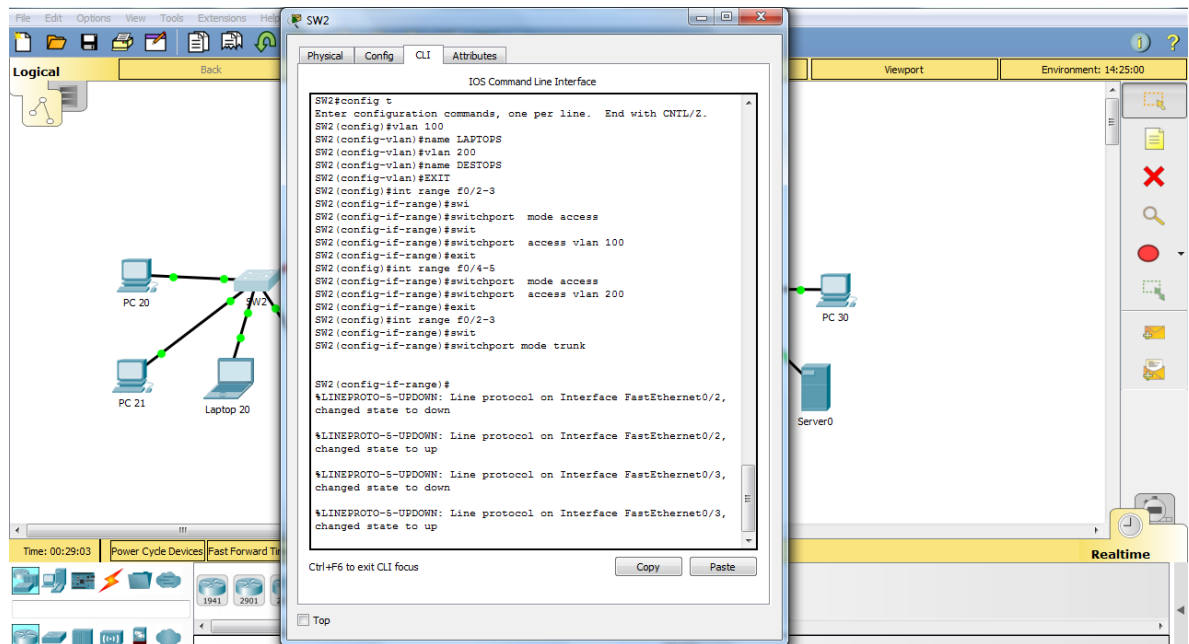 File Edit Options View Tools Extensions Help
SW2
Physical Config CLI Attributes
Logical
Back
Viewport
Environment: 14:25:00
IOS Command Line Interface
SW2#config t
Enter configuration commands, one per line. End with CNTL/Z.
SW2(config)#vlan 100
SW2(config-vlan)#name LAPTOPS
SW2(config-vlan)#vlan 200
SW2(config-vlan)#name DESTOPS
SW2(config-vlan)#EXIT
SW2(config)#int range f0/2-3
SW2(config-if-range)#swi
SW2(config-if-range)#switchport mode access
SW2(config-if-range)#swit
SW2(config-if-range)#switchport access vlan 100
SW2(config-if-range)#exit
SW2(config)#int range f0/4-5
SW2(config-if-range)#switchport mode access
SW2(config-if-range)#switchport access vlan 200
SW2(config-if-range)#exit
SW2(config)#int range f0/2-3
SW2(config-if-range)#swit
SW2(config-if-range)#switchport mode trunk
SW2(config-if-range)#
%LINEPROTO-5-UPDOWN: Line protocol on Interface FastEthernet0/2,
changed state to down
%LINEPROTO-5-UPDOWN: Line protocol on Interface FastEthernet0/2,
changed state to up
%LINEPROTO-5-UPDOWN: Line protocol on Interface FastEthernet0/3,
changed state to down
%LINEPROTO-5-UPDOWN: Line protocol on Interface FastEthernet0/3,
changed state to up
Ctrl+F6 to exit CLI focus
Copy Paste
Top
PC 20
SW2
PC 21
Laptop 20
PC 30
Server0
Time: 00:29:03 Power Cycle Devices Fast Forward
Realtime
1941 2901